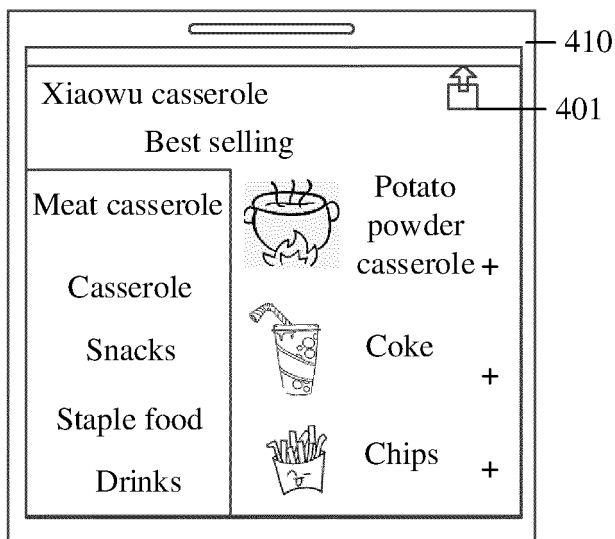 410
Xiaowu casserole
401
Best selling
Meat casserole
Casserole
Snacks
Staple food
Drinks
Potato
powder
casserole +
Coke
+
Chips
+